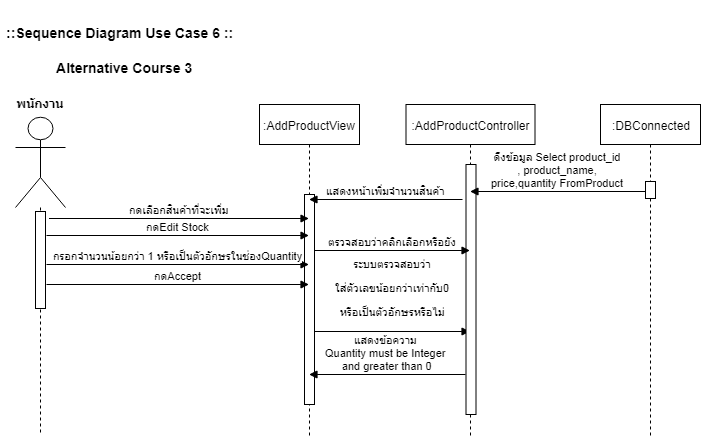 ::Sequence Diagram Use Case 6 ::
Alternative Course 3
พนักงาน
:AddProductView
:AddProductController
:DBConnected
ดึงข้อมูล Select product_id
, product_name,
price,quantity FromProduct
แสดงหน้าเพิ่มจำนวนสินค้า
กดเลือกสินค้าที่จะเพิ่ม
กดEdit Stock
ตรวจสอบว่าคลิกเลือกหรือยัง
กรอกจำนวนน้อยกว่า 1 หรือเป็นตัวอักษรในช่องQuantity
กดAccept
ระบบตรวจสอบว่า
ใส่ตัวเลขน้อยกว่าเท่ากับ0
หรือเป็นตัวอักษรหรือไม่
แสดงข้อความ
Quantity must be Integer
and greater than 0